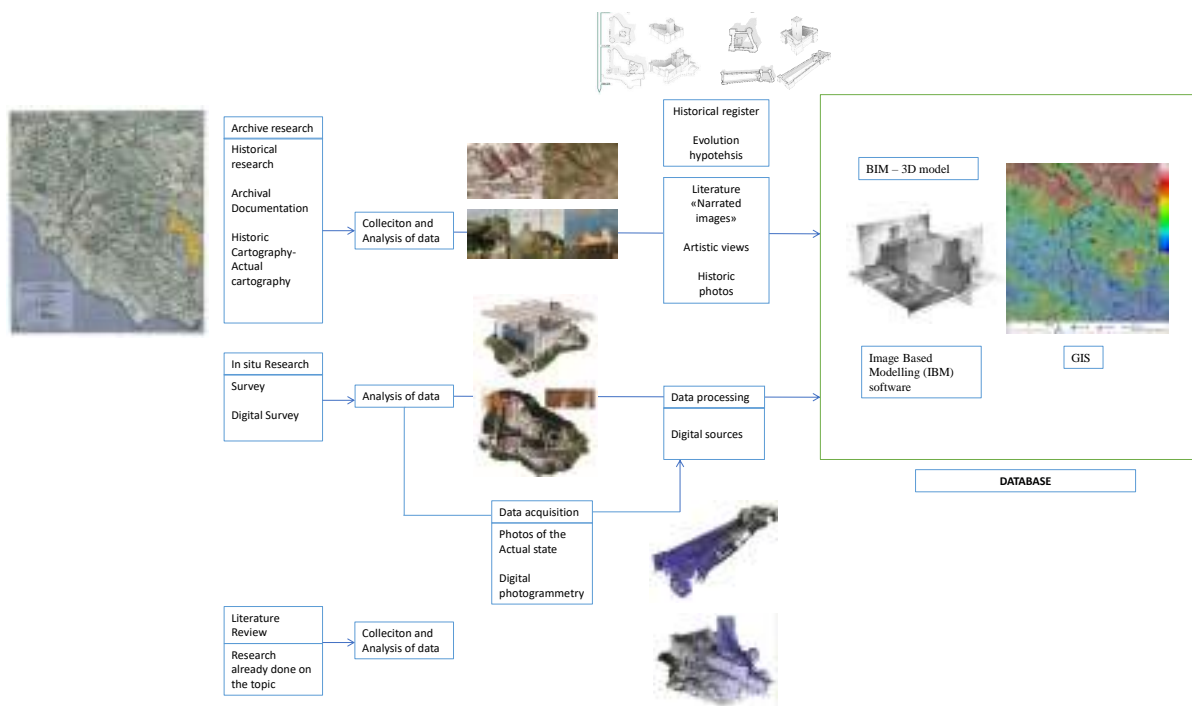 Archive research
Historical
research
Archival
Documentation
Historic
Cartography-
Actual
cartography
Colleciton and
Analysis of data
Historical register
Evolution
hypotehsis
Literature
«Narrated
images»
Artistic views
Historic
photos
In situ Research
Survey
Digital Survey
Analysis of data
Data processing
Digital sources
Data acquisition
Photos of the
Actual state
Digital
photogrammetry
Literature
Review
Research
already done on
the topic
Colleciton and
Analysis of data
BIM – 3D model
Image Based
Modelling (IBM)
software
GIS
DATABASE